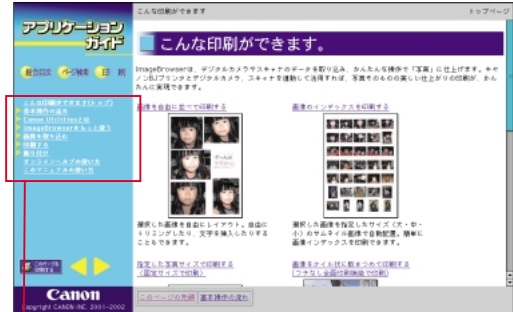 こんな印刷ができます
トップページ
アプリケーション
ガイド
総合目次
ページ検索
目 次
こんな印刷ができます(トップ)
基本操作の流れ
Canon Utilitiesとは
ImageBrowserをもっと使う
画像を取り込む
印刷する
割り付け
オンラインヘルプの使い方
このマニュアルの使い方
このページを
印刷する
Canon
Copyright CANON INC. 2001-2002
こんな印刷ができます。
ImageBrowserは、デジタルカメラやスキャナのデータを取り込み、かんたんな操作で「写真」に仕上げます。キヤ
ノンBJプリンタとデジタルカメラ、スキャナを連動して活用すれば、写真そのものの美しい仕上がりの印刷が、かん
たんに実現できます。
画像を自由に並べて印刷する
選択した画像を自由にレイアウト。自由に
トリミングしたり、文字を挿入したりする
こともできます。
画像のインデックスを印刷する
選択した画像を指定したサイズ（大・中・
小）のサムネイル画像で自動配置。簡単に
画像インデックスを印刷できます。
指定した写真サイズで印刷する
（固定サイズで印刷）
画像をタイル状に敷きつめて印刷する
（フチなし全面印刷機能で印刷）
このページの先頭
基本操作の流れ